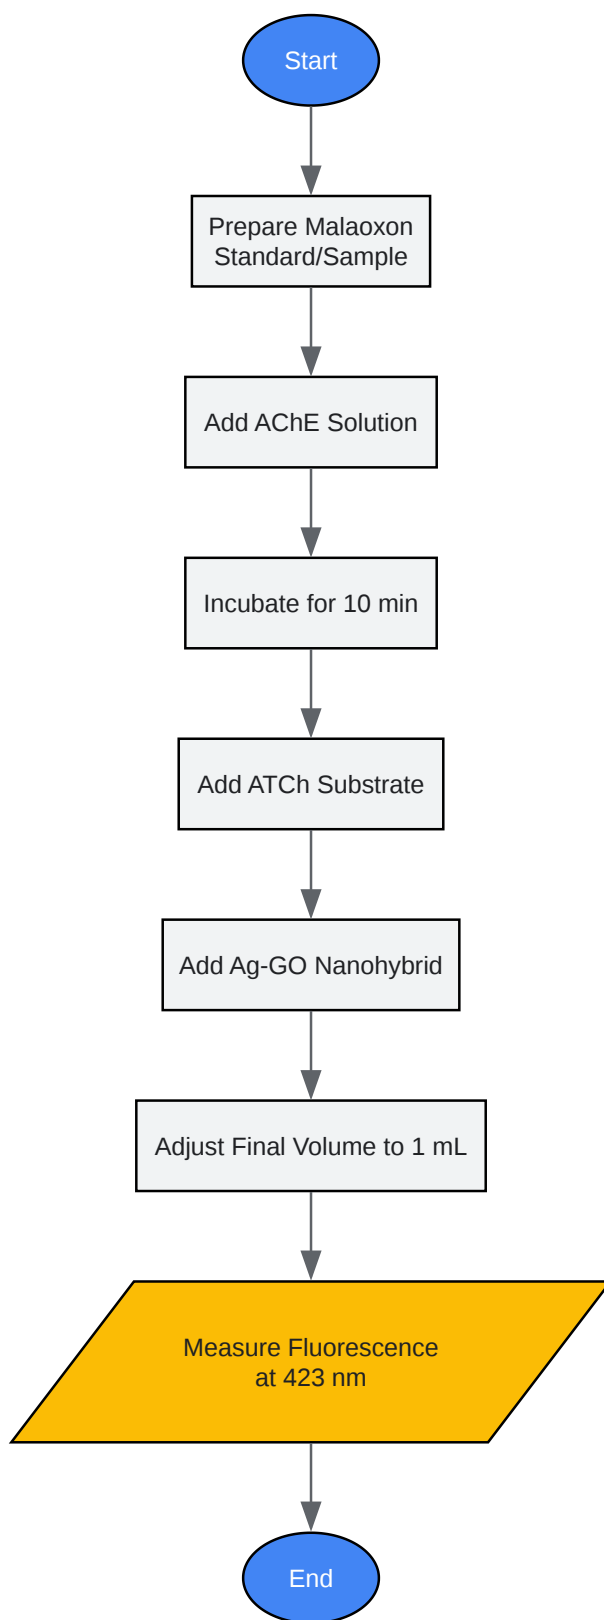 Start
Prepare Malaoxon
Standard/Sample
Add AChE Solution
Incubate for 10 min
Add ATCh Substrate
Add Ag-GO Nanohybrid
Adjust Final Volume to 1 mL
Measure Fluorescence
at 423 nm
End